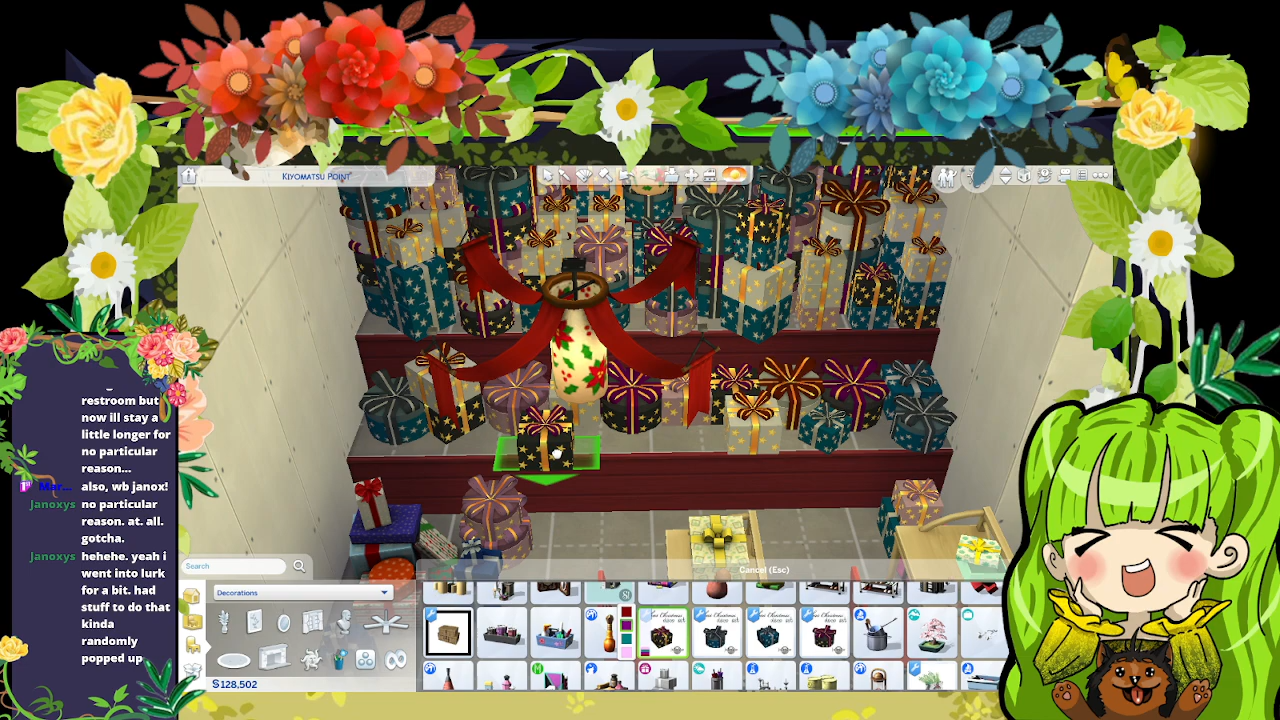 KIYOMATSU POINT
restroom but
now ill stay a
little longer for
no particular
reason...
Mar... also, wb janox!
Janoxys no particular
reason. at. all.
gotcha.
Janoxys hehehe. yeah i
went into lurk
for a bit. had
stuff to do that
kinda
randomly
popped up
Cancel (Esc)
Search
Decorations
$128,502